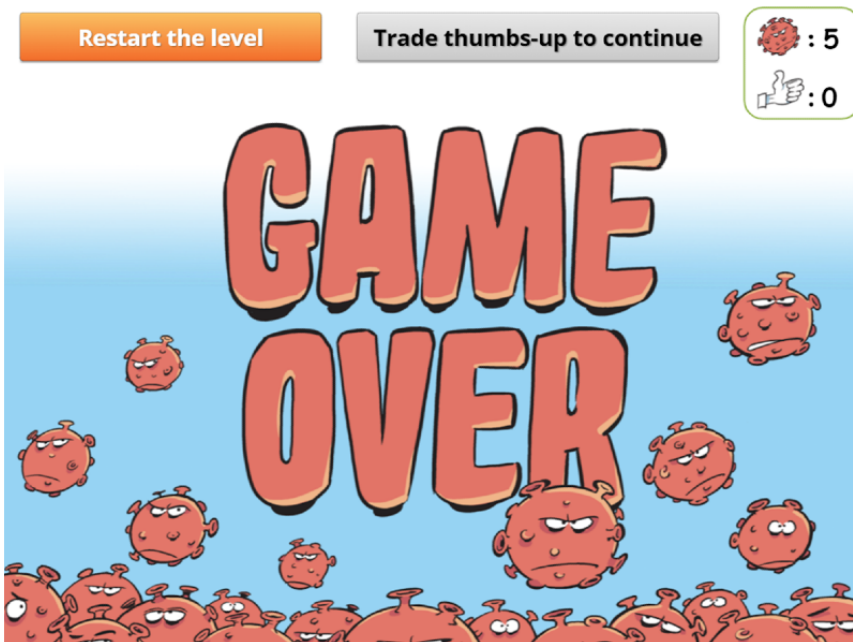 Restart the level
Trade thumbs-up to continue
: 5
: 0
GAME
OVER